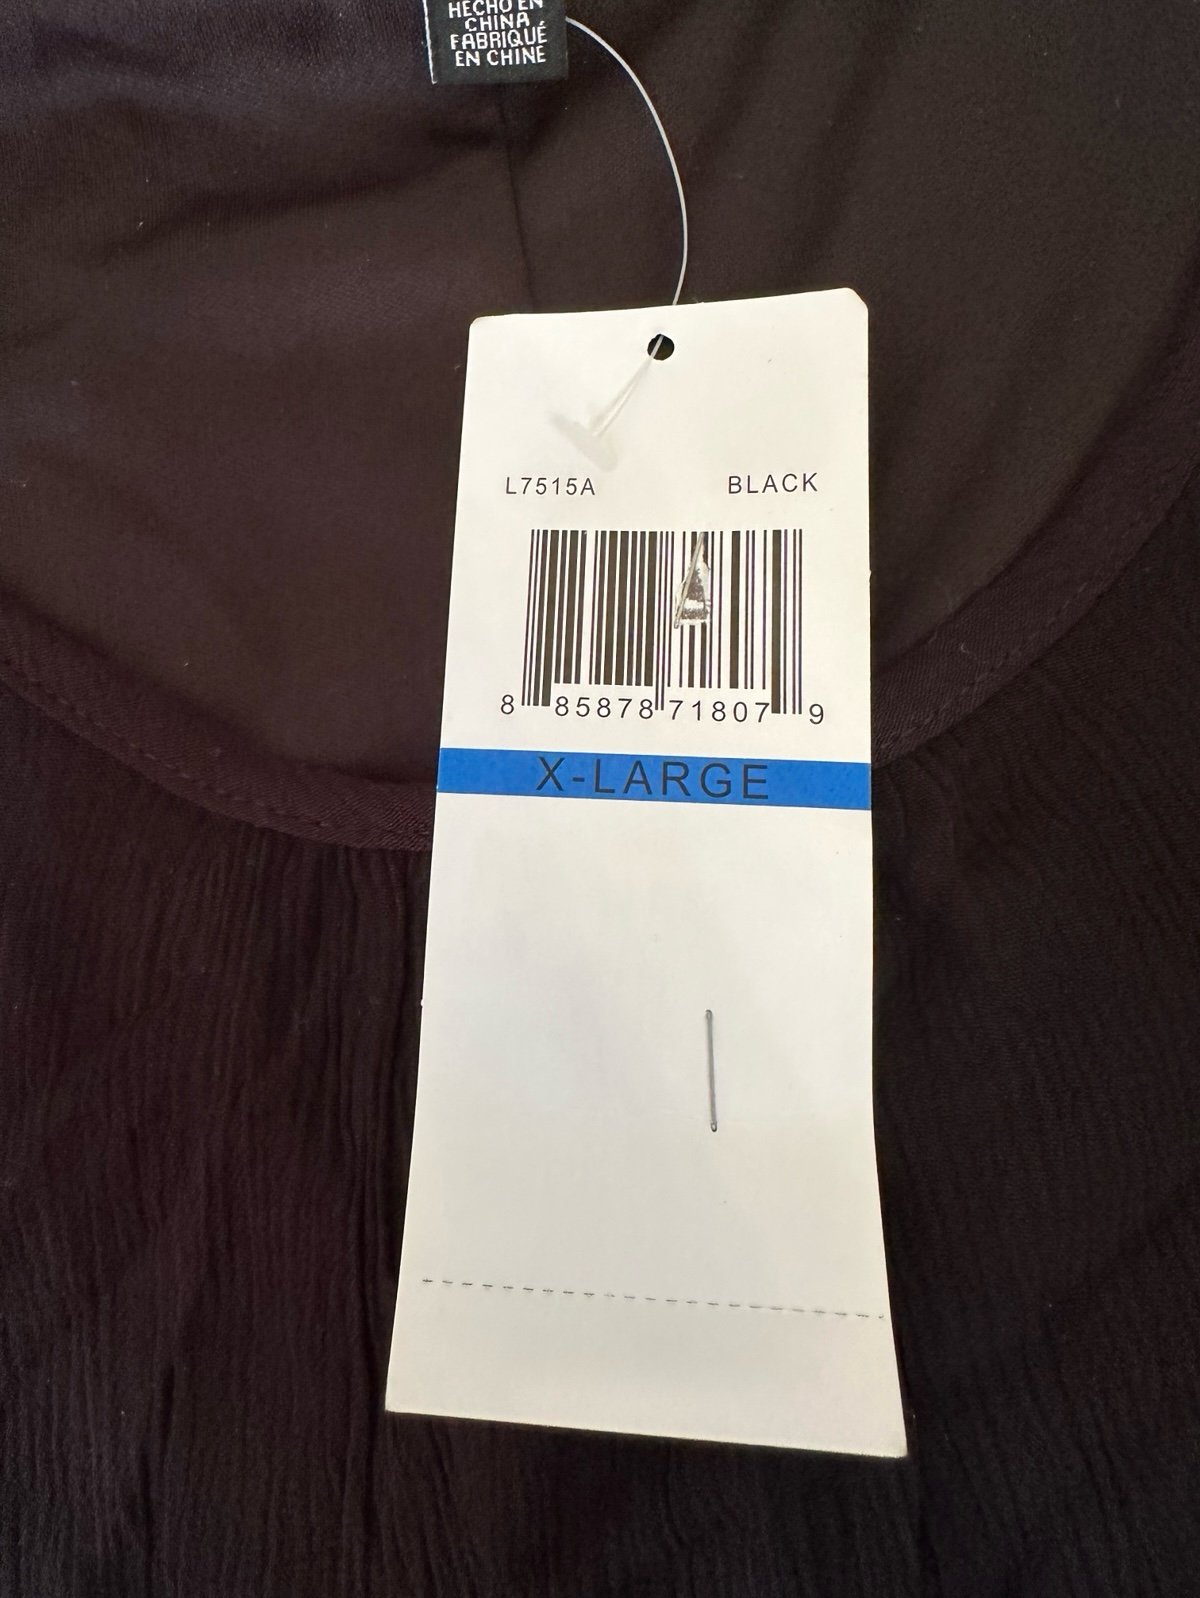 HECHO EN
CHINA
FABRIQUÉ
EN CHINE
L7515A BLACK
8 85878 71807 9
X-LARGE